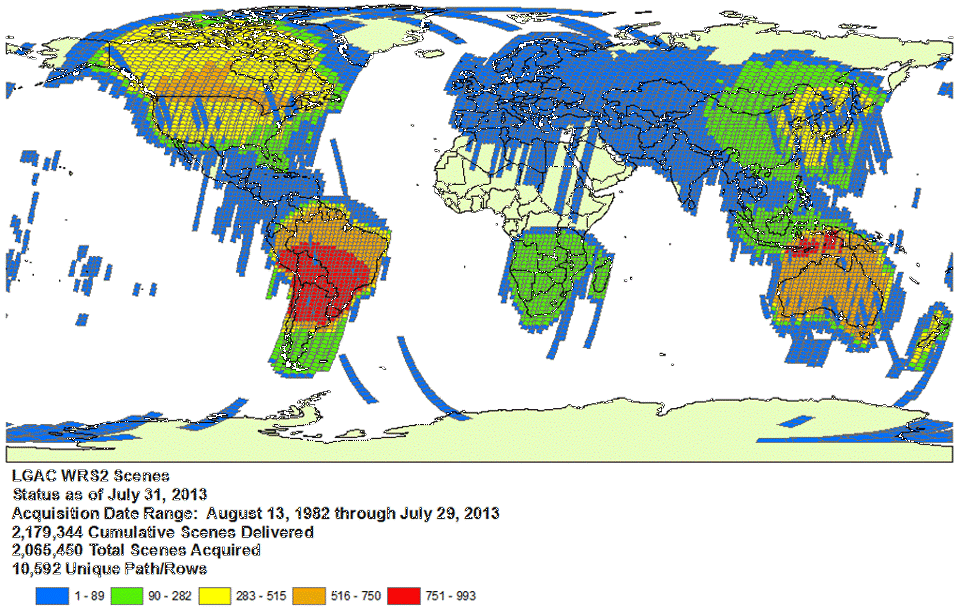 LGAC WRS2 Scenes
Status as of July 31, 2013
Acquisition Date Range:  August 13, 1982 through July 29, 2013
2,179,344 Cumulative Scenes Delivered
2,065,450 Total Scenes Acquired
10,592 Unique Path/Rows
1 - 89 90 - 282 283 - 515 516 - 750 751 - 993